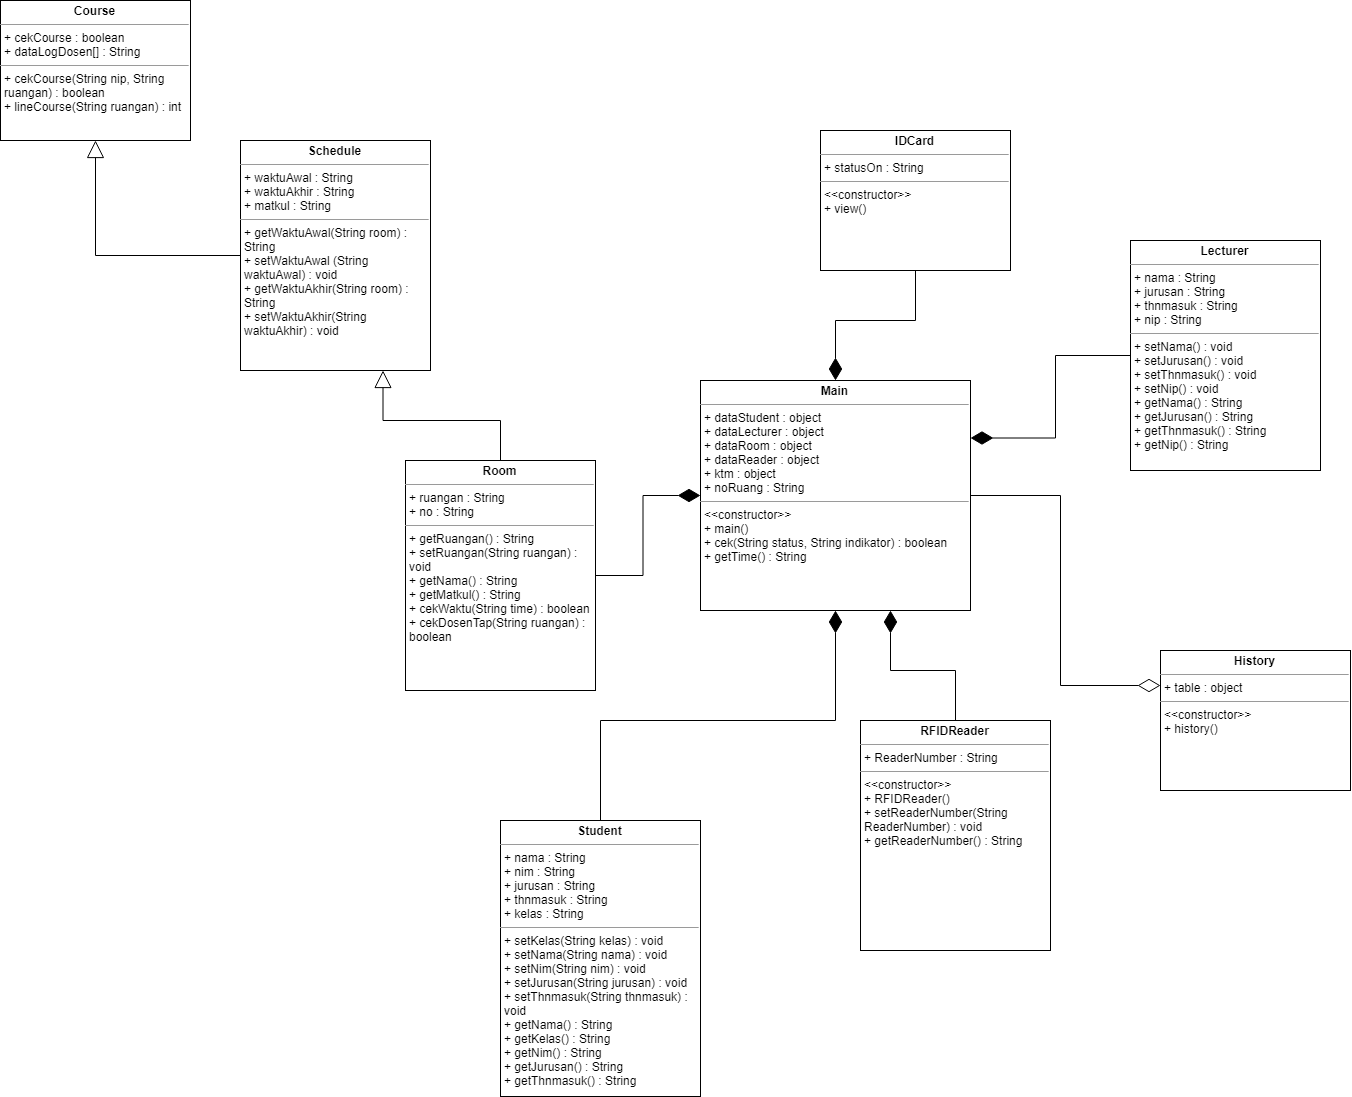 Course
+ cekCourse : boolean
+ dataLogDosen[] : String
+ cekCourse(String nip, String
ruangan) : boolean
+ lineCourse(String ruangan) : int
Schedule
+ waktuAwal : String
+ waktuAkhir : String
+ matkul : String
+ getWaktuAwal(String room) :
String
+ setWaktuAwal (String
waktuAwal) : void
+ getWaktuAkhir(String room) :
String
+ setWaktuAkhir(String
waktuAkhir) : void
IDCard
+ statusOn : String
<<constructor>>
+ view()
Lecturer
+ nama : String
+ jurusan : String
+ thnmasuk : String
+ nip : String
+ setNama() : void
+ setJurusan() : void
+ setThnmasuk() : void
+ setNip() : void
+ getNama() : String
+ getJurusan() : String
+ getThnmasuk() : String
+ getNip() : String
Main
+ dataStudent : object
+ dataLecturer : object
+ dataRoom : object
+ dataReader : object
+ ktm : object
+ noRuang : String
<<constructor>>
+ main()
+ cek(String status, String indikator) : boolean
+ getTime() : String
Room
+ ruangan : String
+ no : String
+ getRuangan() : String
+ setRuangan(String ruangan) :
void
+ getNama() : String
+ getMatkul() : String
+ cekWaktu(String time) : boolean
+ cekDosenTap(String ruangan) :
boolean
History
+ table : object
<<constructor>>
+ history()
RFIDReader
+ ReaderNumber : String
<<constructor>>
+ RFIDReader()
+ setReaderNumber(String
ReaderNumber) : void
+ getReaderNumber() : String
Student
+ nama : String
+ nim : String
+ jurusan : String
+ thnmasuk : String
+ kelas : String
+ setKelas(String kelas) : void
+ setNama(String nama) : void
+ setNim(String nim) : void
+ setJurusan(String jurusan) : void
+ setThnmasuk(String thnmasuk) :
void
+ getNama() : String
+ getKelas() : String
+ getNim() : String
+ getJurusan() : String
+ getThnmasuk() : String